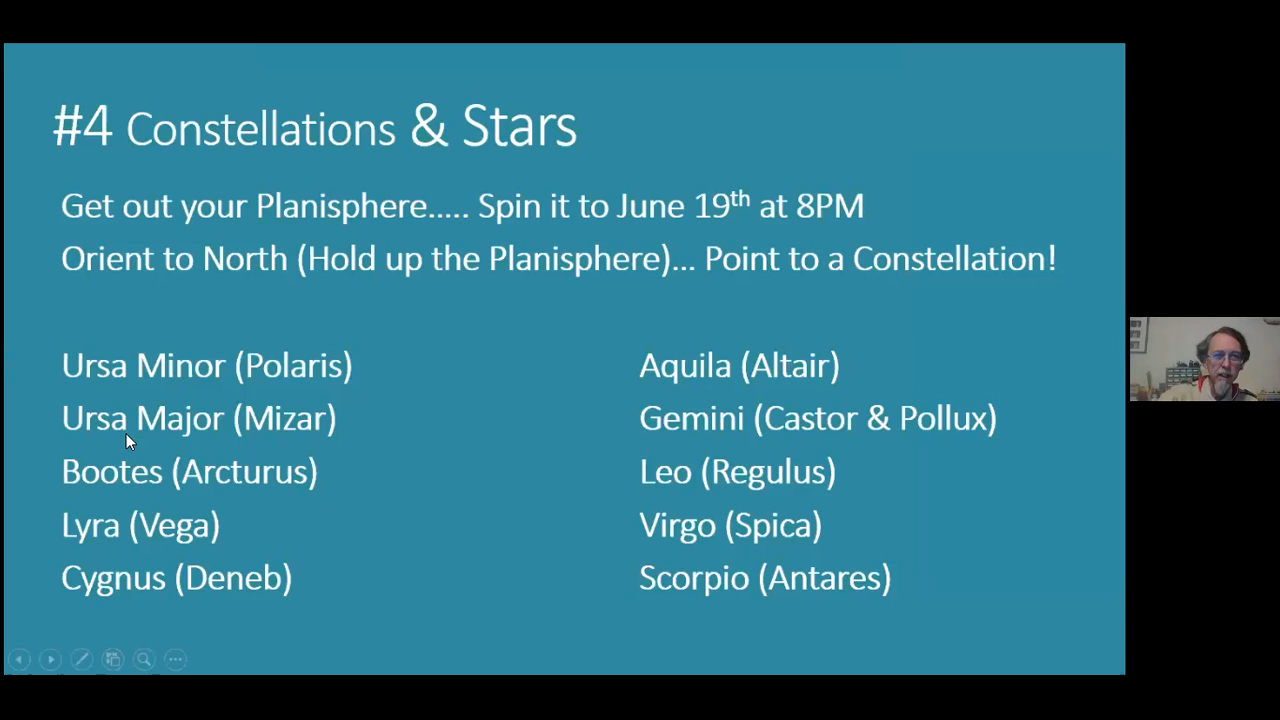 #4 Constellations & Stars
Get out your Planisphere..... Spin it to June 19th at 8PM
Orient to North (Hold up the Planisphere)... Point to a Constellation!
Ursa Minor (Polaris)
Ursa Major (Mizar)
Bootes (Arcturus)
Lyra (Vega)
Cygnus (Deneb)
Aquila (Altair)
Gemini (Castor & Pollux)
Leo (Regulus)
Virgo (Spica)
Scorpio (Antares)